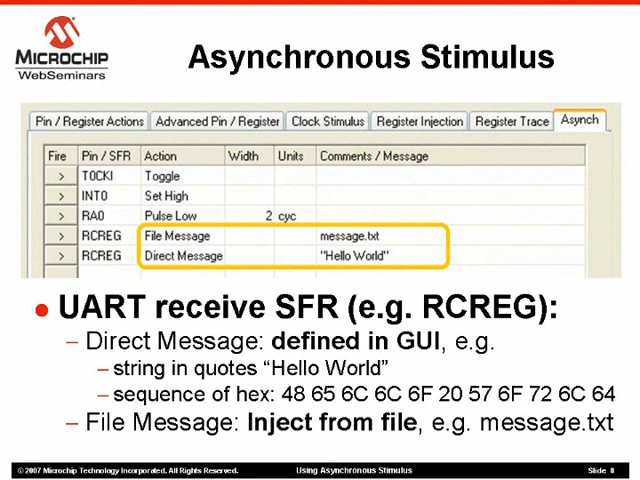 MICROCHIP
WebSeminars
Asynchronous Stimulus
Pin / Register Actions Advanced Pin / Register Clock Stimulus Register Injection Register Trace Asynch
Fire Pin / SFR Action Width Units Comments / Message
> T0CKI Toggle
> INT0 Set High
> RA0 Pulse Low 2 cyc
> RCREG File Message message.txt
> RCREG Direct Message "Hello World"
• UART receive SFR (e.g. RCREG):
– Direct Message: defined in GUI, e.g.
– string in quotes “Hello World”
– sequence of hex: 48 65 6C 6C 6F 20 57 6F 72 6C 64
– File Message: Inject from file, e.g. message.txt
© 2007 Microchip Technology Incorporated. All Rights Reserved. Using Asynchronous Stimulus Slide 8